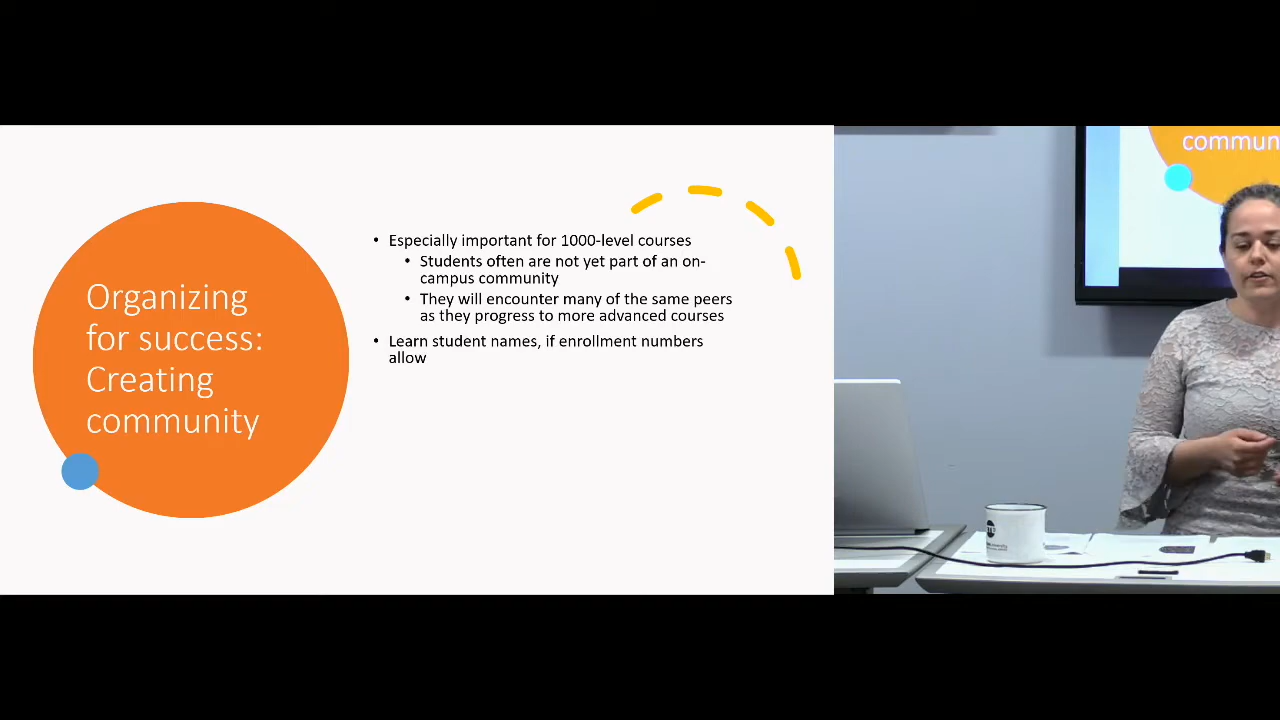 Organizing
for success:
Creating
community
• Especially important for 1000-level courses
• Students often are not yet part of an on-
campus community
• They will encounter many of the same peers
as they progress to more advanced courses
• Learn student names, if enrollment numbers
allow
commun